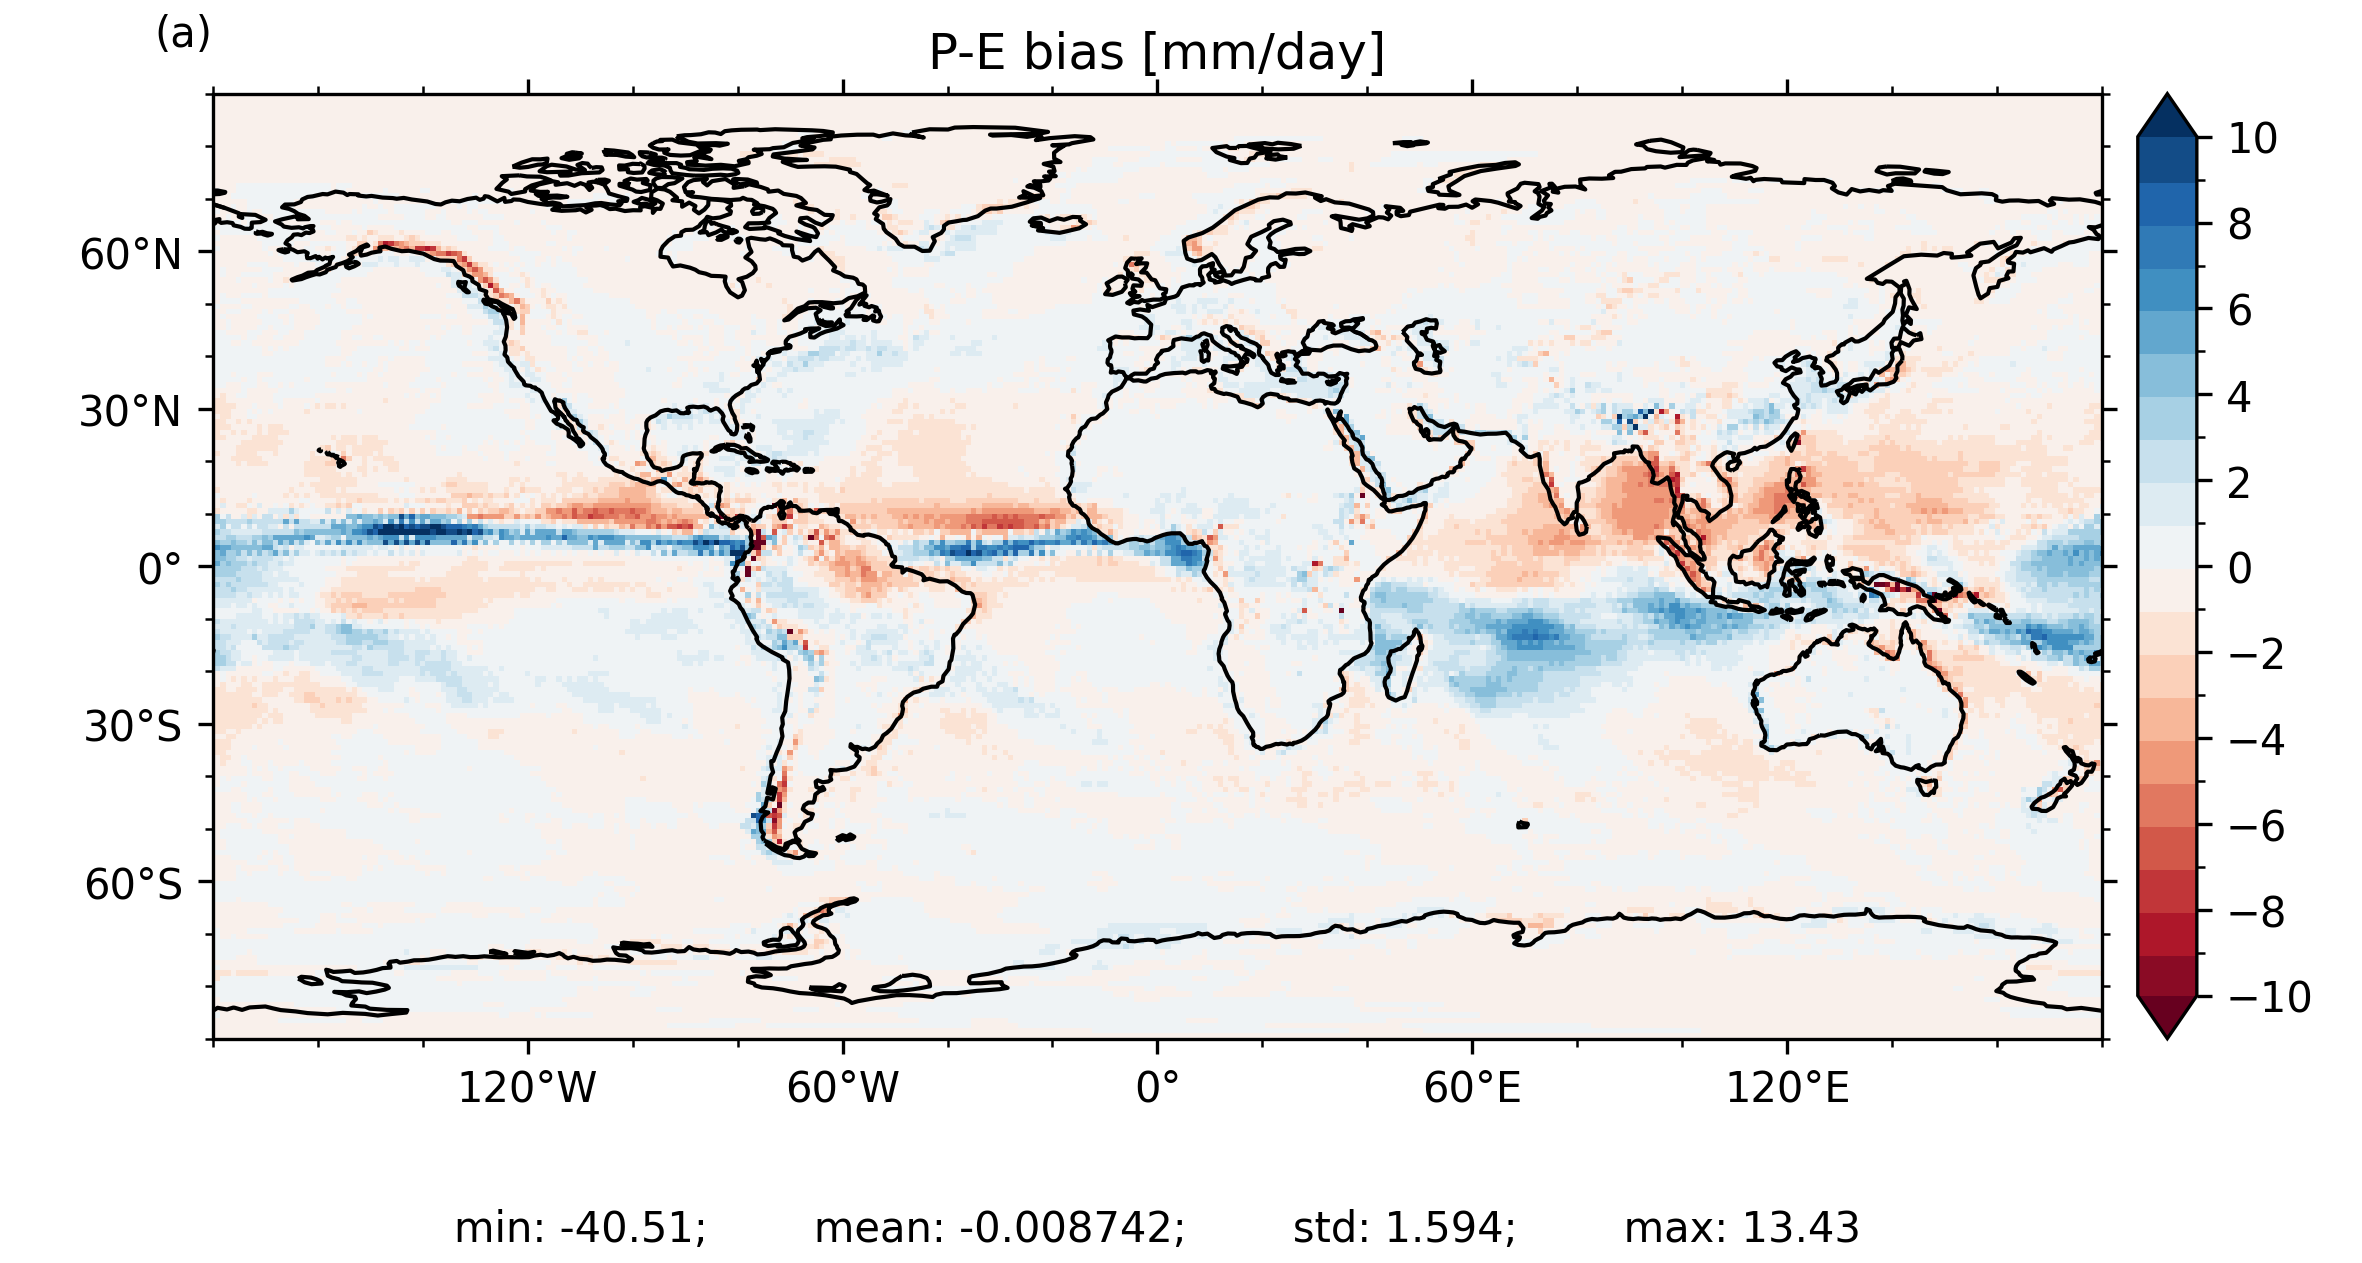 (a)
P-E bias [mm/day]
60°N
30°N
0°
30°S
60°S
120°W 60°W 0° 60°E 120°E
10
8
6
4
2
0
−2
−4
−6
−8
−10
min: -40.51; mean: -0.008742; std: 1.594; max: 13.43